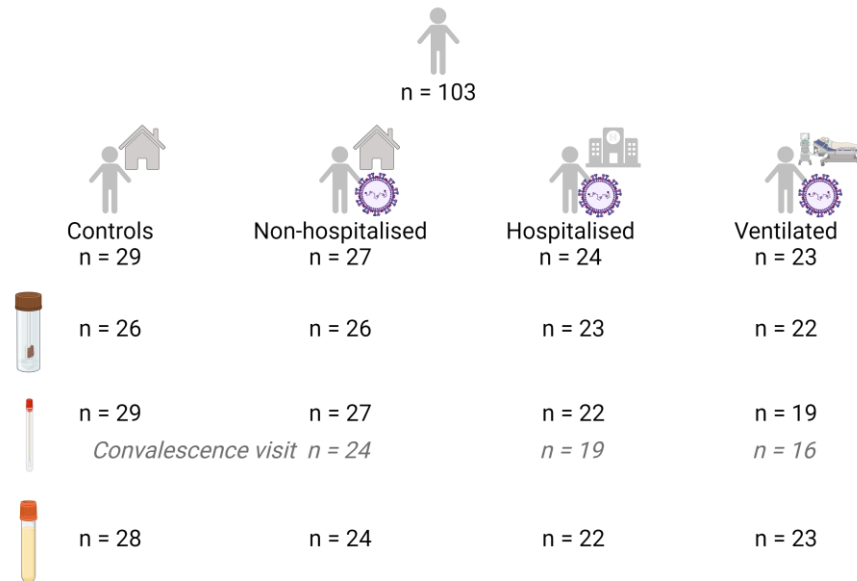 n = 103
Controls Non-hospitalised Hospitalised Ventilated
n = 29 n = 27 n = 24 n = 23
n = 26 n = 26 n = 23 n = 22
n = 29 n = 27 n = 22 n = 19
Convalescence visit n = 24 n = 19 n = 16
n = 28 n = 24 n = 22 n = 23